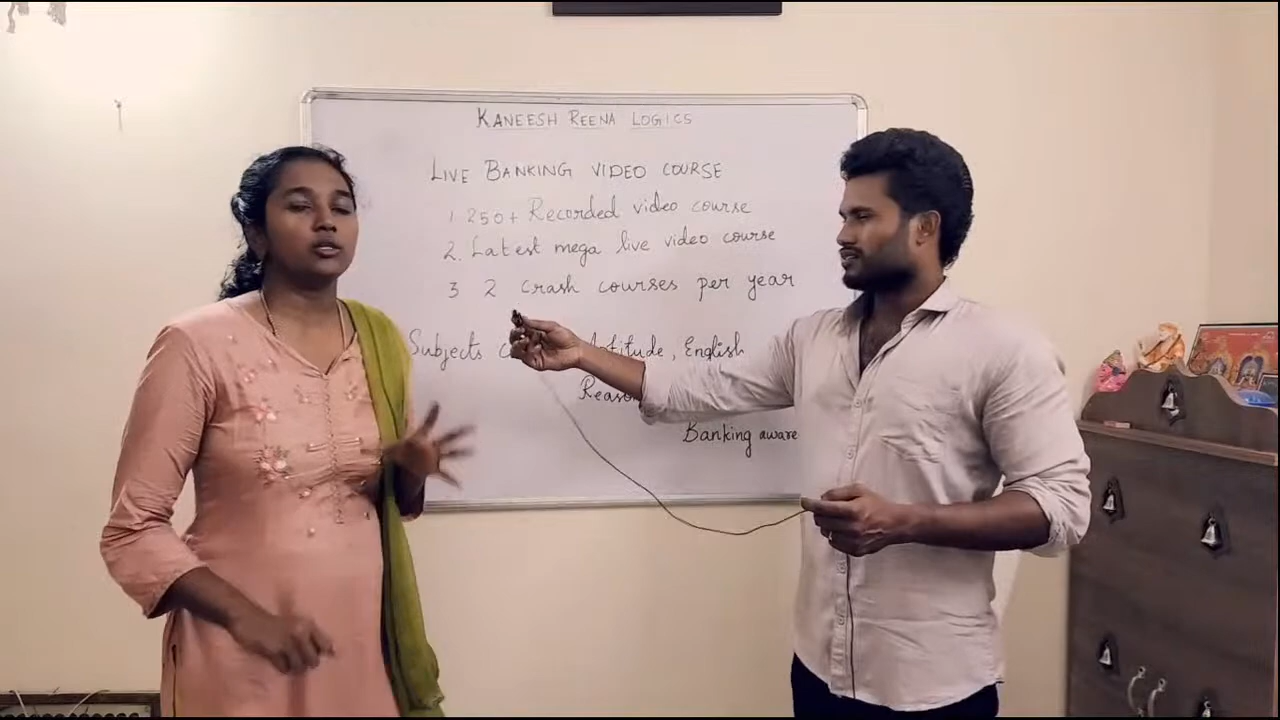 KANEESH REENA LOGICS
LIVE BANKING VIDEO COURSE
1. 250+ Recorded video course
2. Latest mega live video course
3 2 crash courses per year
Subjects Aptitude, English
Banking aware